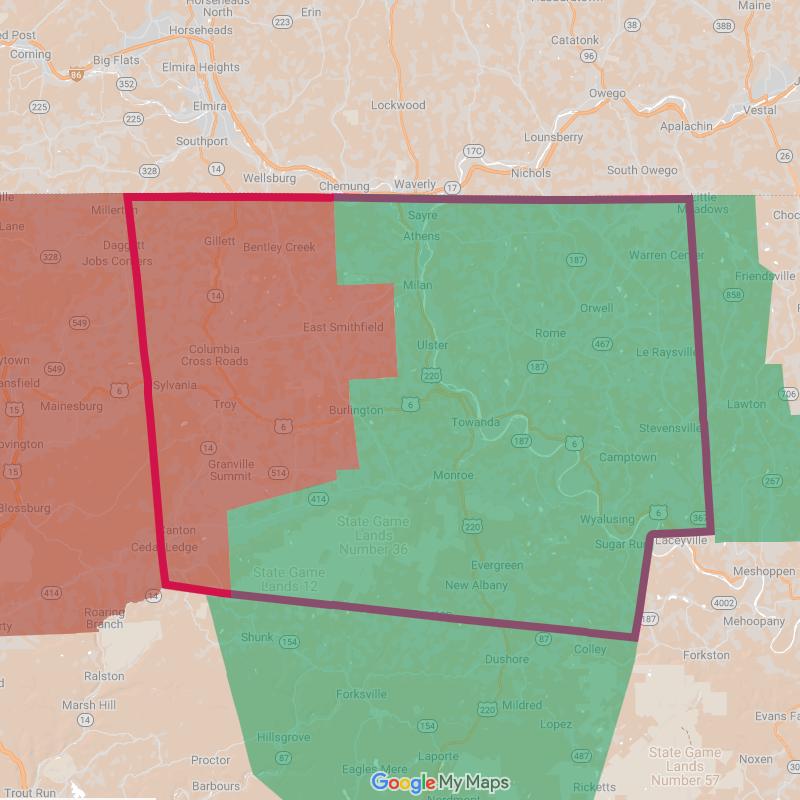 Horseheads
North
Erin
223
Maine
38
38B
ed Post
Corning
Horseheads
Catatonk
96
Big Flats
Elmira Heights
86
352
Owego
225
Elmira
Lockwood
Vestal
225
Apalachin
Southport
Lounsberry
17C
26
328
14
Wellsburg
Nichols
South Owego
Chemung
Waverly
17
ville
Millerton
Little
Meadows
Lane
Sayre
Choc
Athens
Daggett
Gillett
Bentley Creek
328
Jobs Corners
187
Warren Center
Friendsville
Milan
14
858
Orwell
549
East Smithfield
Rome
467
Columbia
Cross Roads
Ulster
Le Raysville
ytown
549
187
220
ansfield
6
Sylvania
706
15
Mainesburg
Troy
Burlington
6
Lawton
6
Towanda
187
Stevensville
ovington
14
6
Granville
Summit
514
Camptown
15
Monroe
267
414
Blossburg
6
State Game
Lands
Number 36
220
Wyalusing
367
Canton
Sugar Run
Laceyville
Cedar Ledge
Evergreen
State Game
Lands 12
New Albany
Meshoppen
414
14
4002
Roaring
Branch
187
Mehoopany
rty
Shunk
154
87
Colley
Forkston
Dushore
Ralston
Forksville
Marsh Hill
14
220
Mildred
154
Lopez
Evans Fa
Hillsgrove
State Game
Lands
Number 57
Proctor
87
Laporte
487
Noxen
Eagles Mere
Barbours
Google My Maps
Ricketts
Trout Run
Nordmont